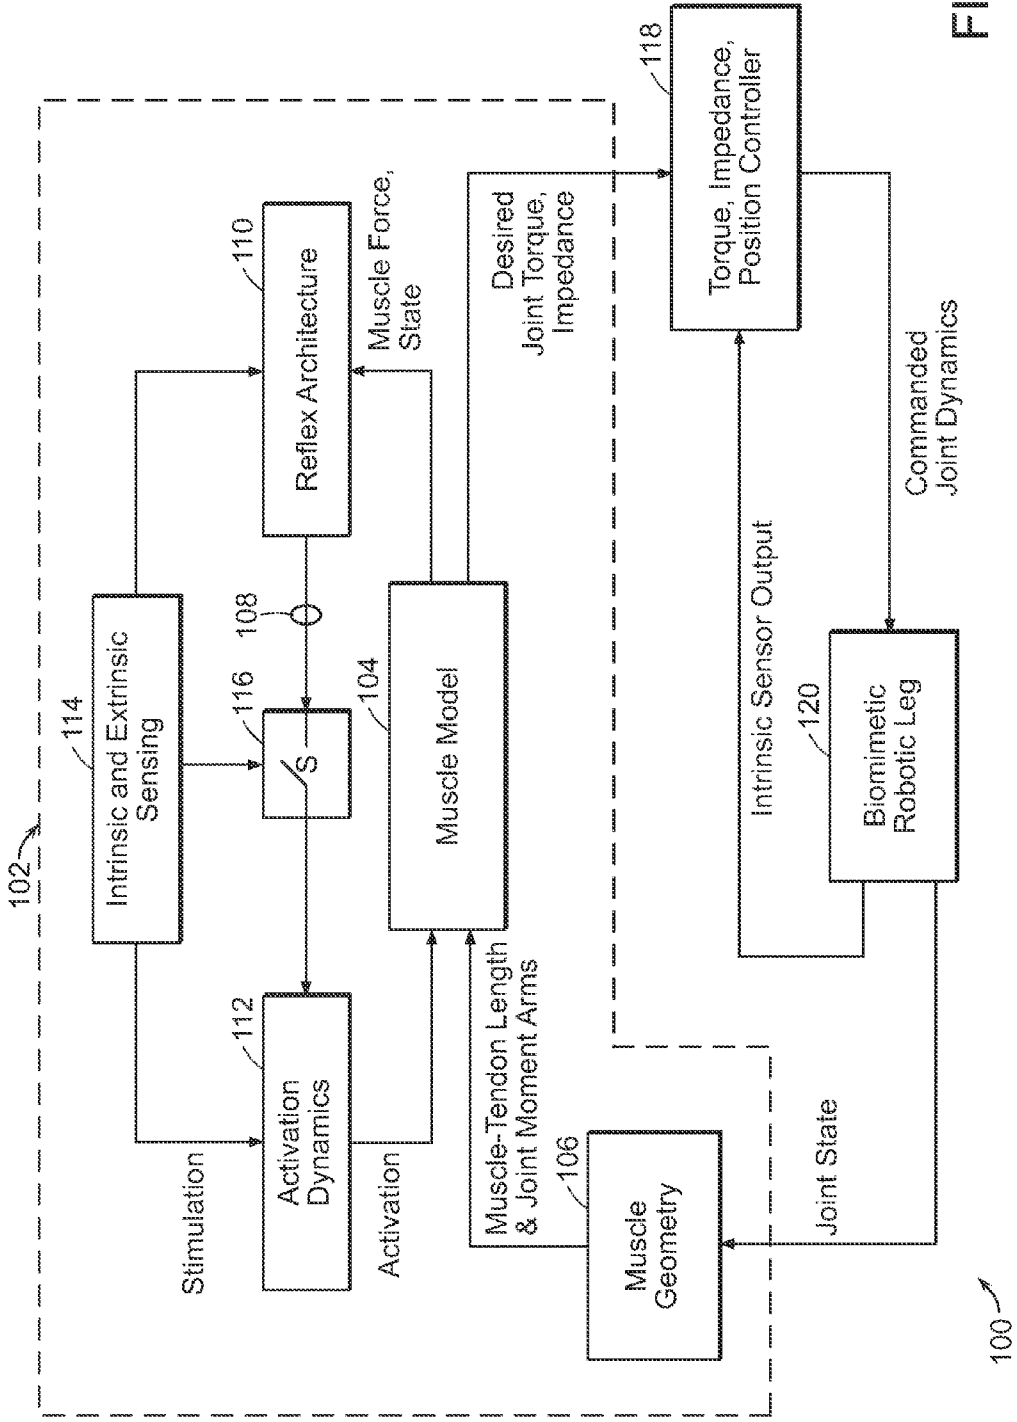 102
114
Intrinsic and Extrinsic
Sensing
Stimulation
112
Activation
Dynamics
116
S
108
110
Reflex Architecture
Activation
104
Muscle Model
Muscle Force,
State
Muscle-Tendon Length
& Joint Moment Arms
Desired
Joint Torque,
Impedance
106
Muscle
Geometry
118
Torque, Impedance,
Position Controller
Intrinsic Sensor Output
Joint State
120
Biomimetic
Robotic Leg
Commanded
Joint Dynamics
100